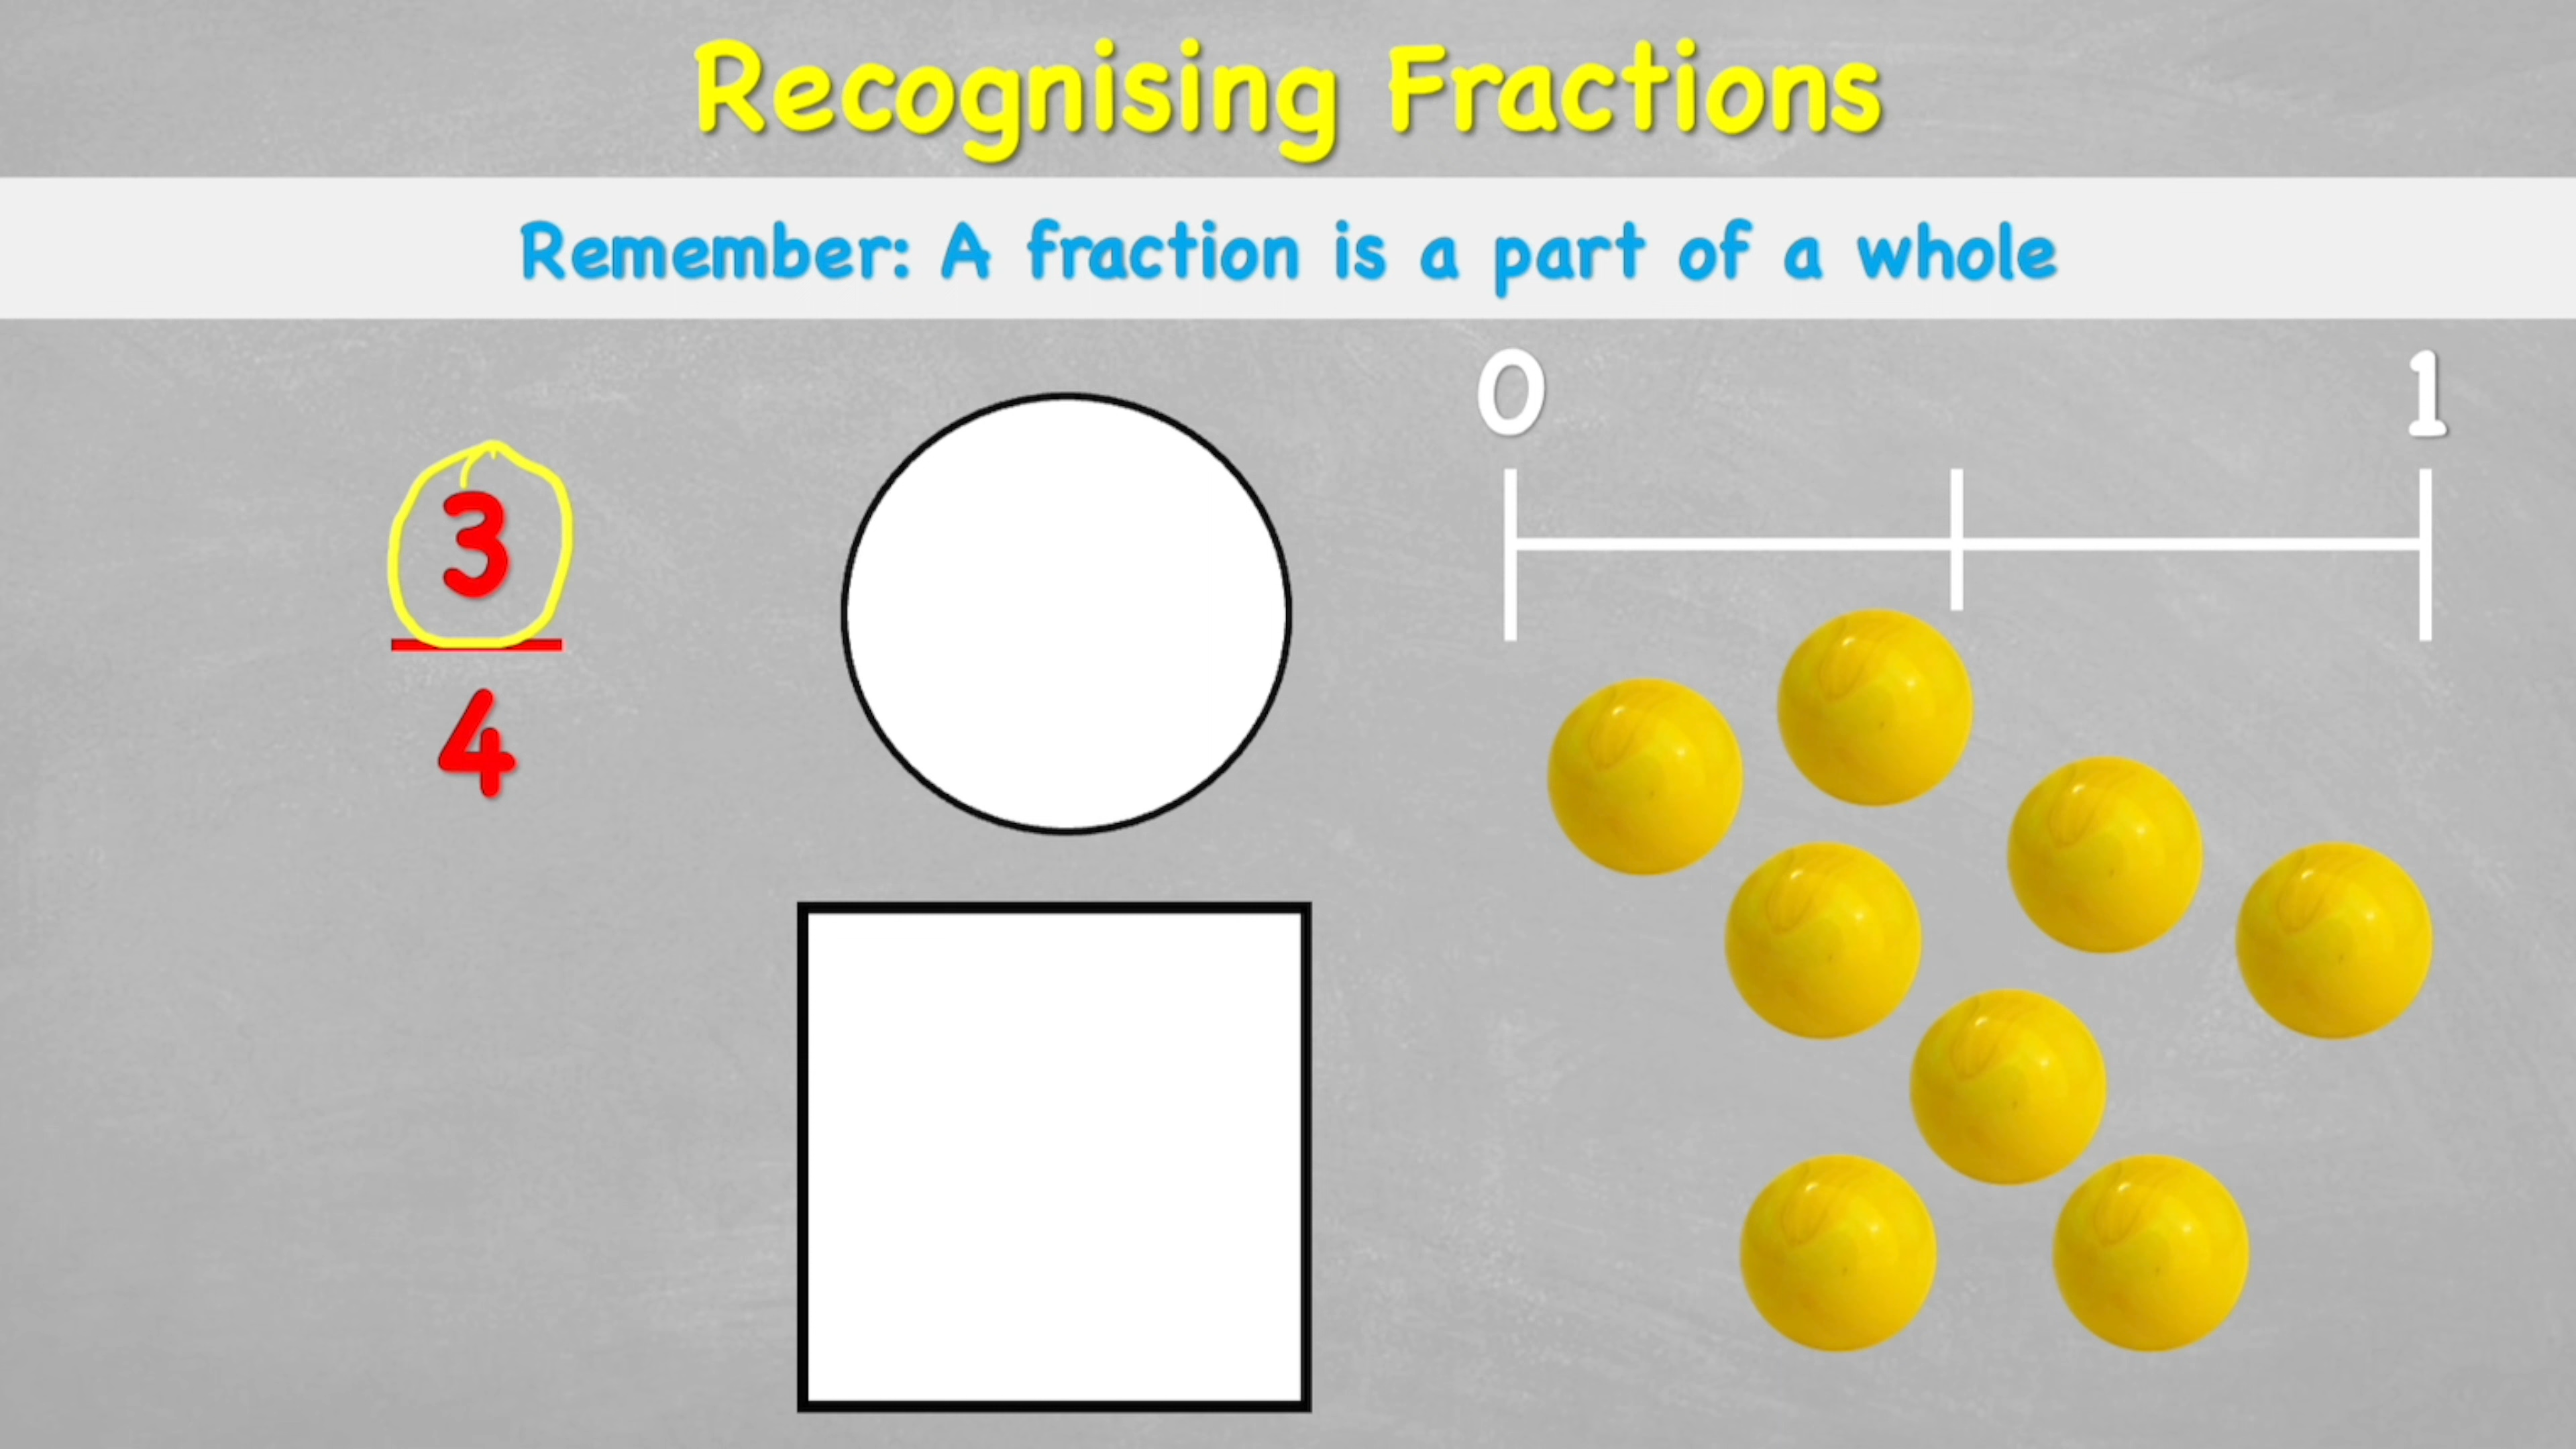 Recognising Fractions
Remember: A fraction is a part of a whole
3
4
0 1